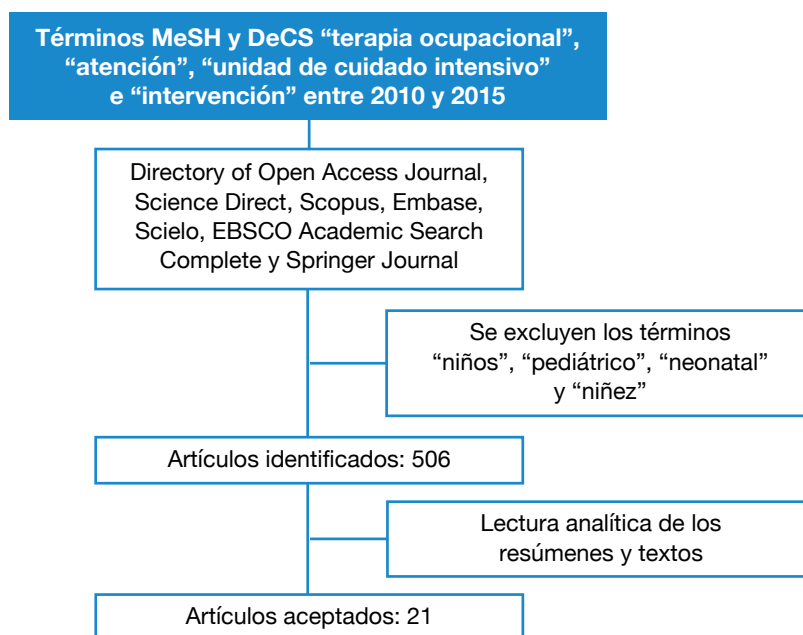 Términos MeSH y DeCS “terapia ocupacional”,
“atención”, “unidad de cuidado intensivo”
e “intervención” entre 2010 y 2015
Directory of Open Access Journal,
Science Direct, Scopus, Embase,
Scielo, EBSCO Academic Search
Complete y Springer Journal
Se excluyen los términos
“niños”, “pediátrico”, “neonatal”
y “niñez”
Artículos identificados: 506
Lectura analítica de los
resúmenes y textos
Artículos aceptados: 21